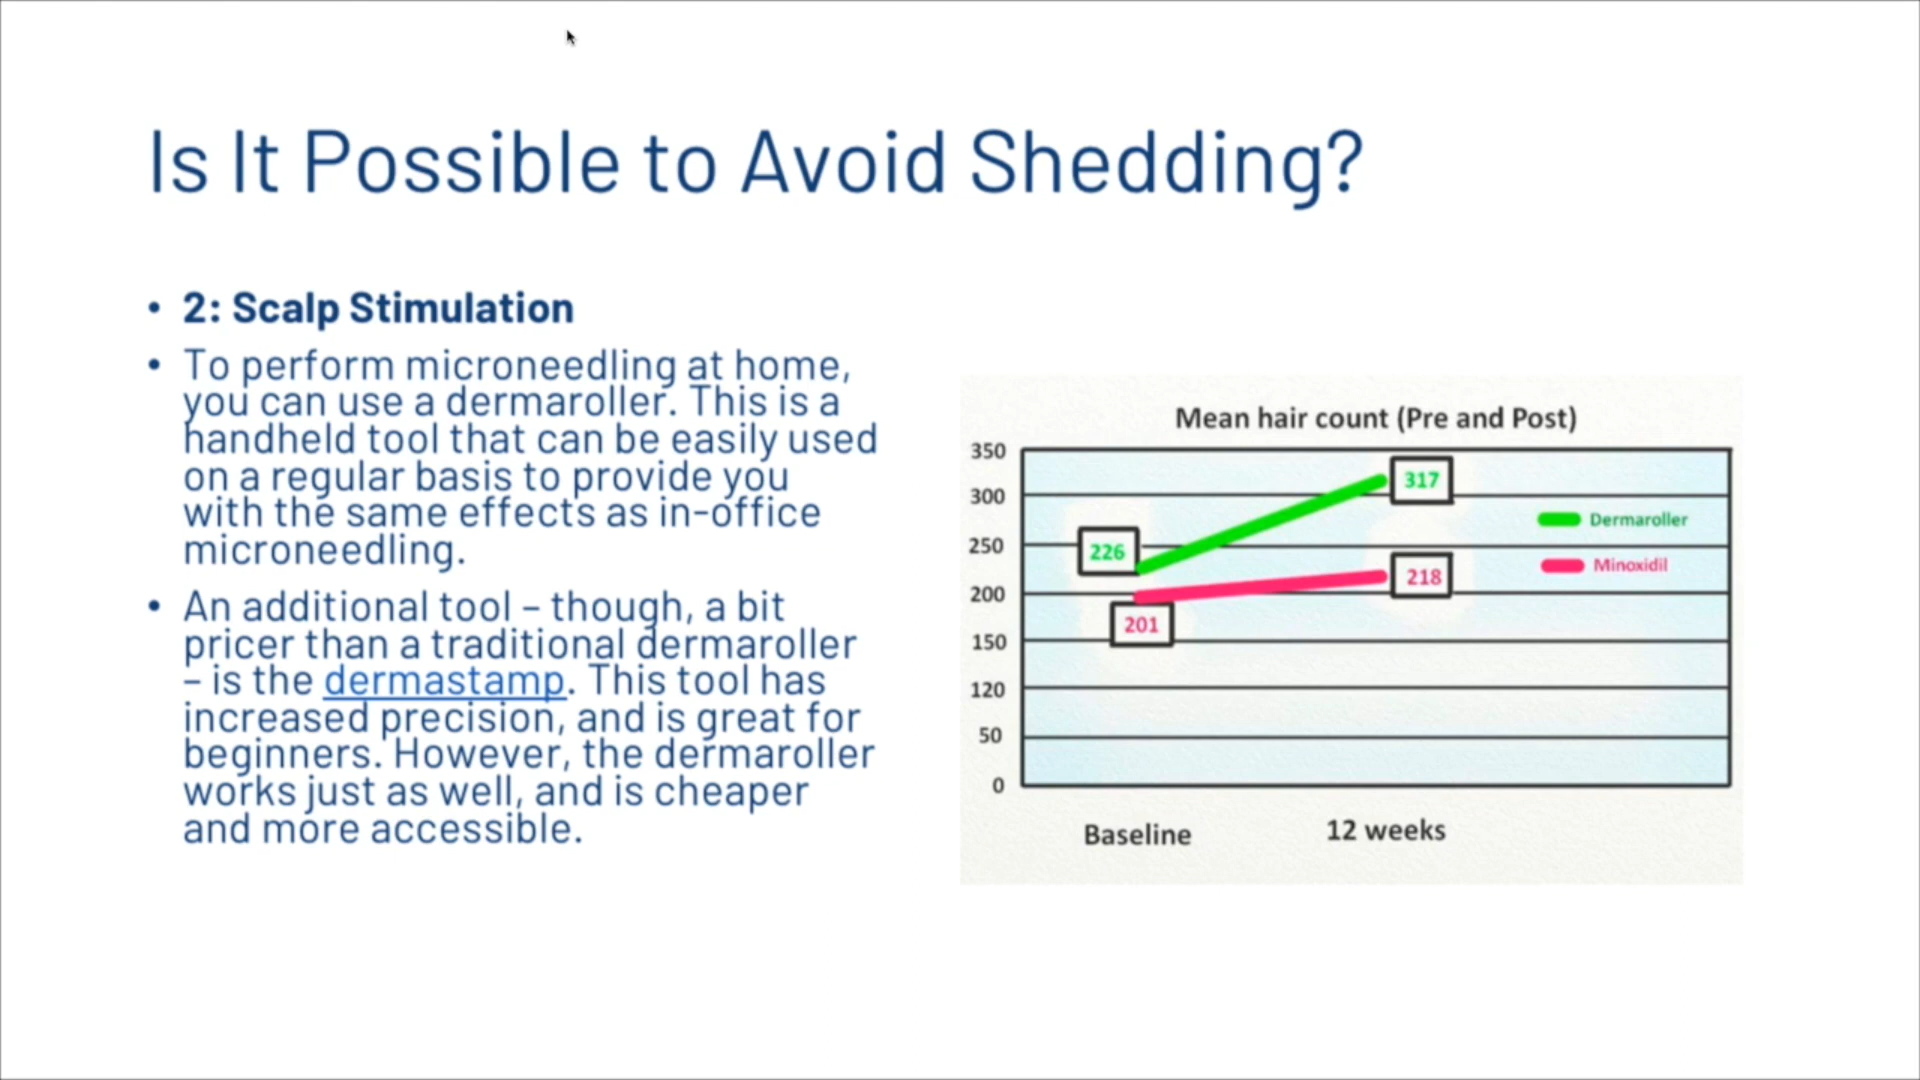 Is It Possible to Avoid Shedding?
• 2: Scalp Stimulation
• To perform microneedling at home,
you can use a dermaroller. This is a
handheld tool that can be easily used
on a regular basis to provide you
with the same effects as in-office
microneedling.
• An additional tool – though, a bit
pricer than a traditional dermaroller
– is the dermastamp. This tool has
increased precision, and is great for
beginners. However, the dermaroller
works just as well, and is cheaper
and more accessible.
Mean hair count (Pre and Post)
350
300
250
200
150
120
50
0
226
317
201
218
Dermaroller
Minoxidil
Baseline
12 weeks